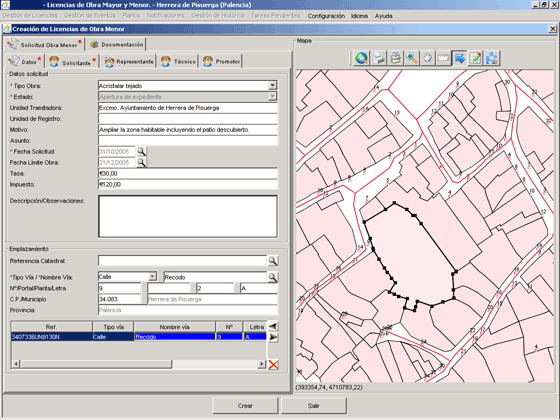 - Licencias de Obra Mayor y Menor. - Herrera de Pisuerga (Palencia)
Gestión de Licencias Gestión de Eventos Planos Notificaciones Gestión de Histórico Tareas Pendientes Configuración Idioma Ayuda
Creación de Licencias de Obra Menor
Solicitud Obra Menor * Documentación
Datos * Solicitante * Representante Técnico Promotor
Datos solicitud
* Tipo Obra: Acristalar tejado
* Estado: Apertura de expediente
Unidad Tramitadora: Excmo. Ayuntamiento de Herrera de Pisuerga
Unidad de Registro:
Motivo: Ampliar la zona habitable incluyendo el patio descubierto.
Asunto:
* Fecha Solicitud: 31/10/2005
Fecha Límite Obra: 21/12/2005
Tasa: €30,00
Impuesto: €120,00
Descripción/Observaciones:
Emplazamiento
Referencia Catastral:
*Tipo Vía / *Nombre Vía: Calle Recodo
Nº/Portal/Planta/Letra 9 2 A
C.P./Municipio 34.083 Herrera de Pisuerga
Provincia: Palencia
Ref. Tipo vía Nombre vía Nº Letra
3407336UN9130N Calle Recodo 9 A
Mapa
(393354,74, 4710783,22)
Crear Salir